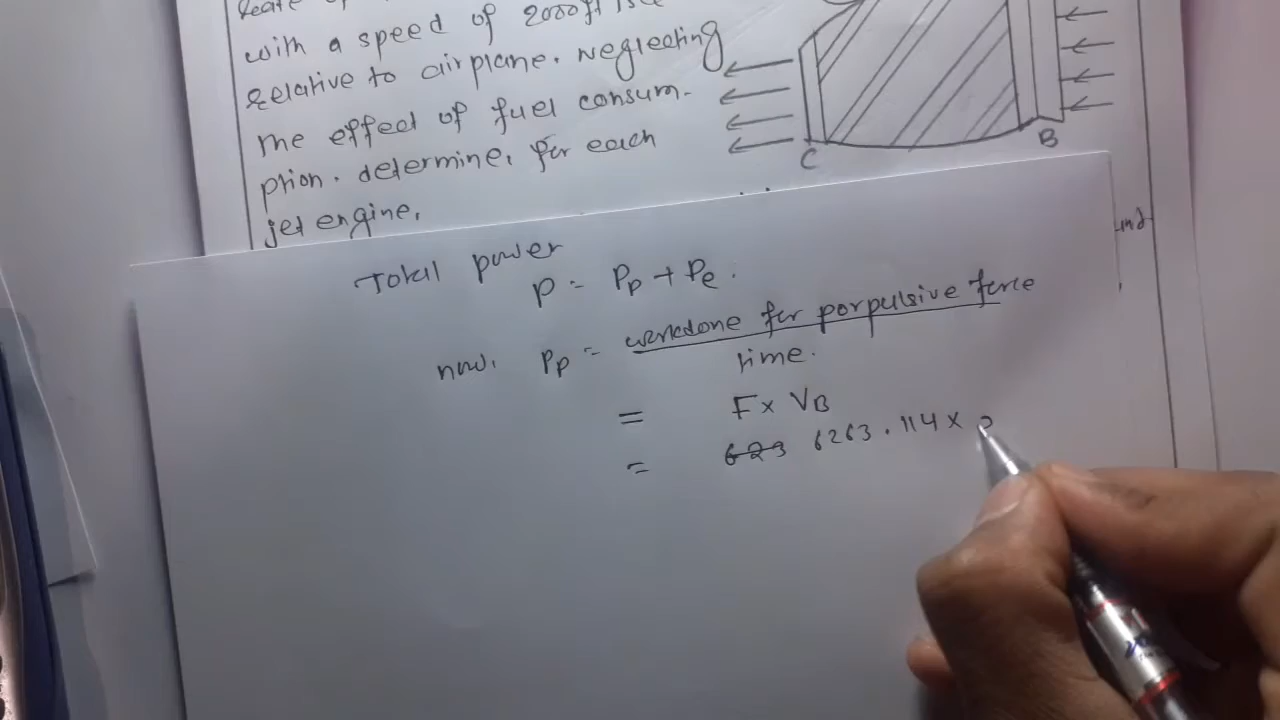 with a speed of 2000ft
relative to airplane. neglecting
the effect of fuel consum-
ption. determine, for each
jet engine.
C
B
Total power
P = Pp + Pe.
now. Pp = workdone for porpulsive force
time.
= F x VB
= 623 6263.114 x